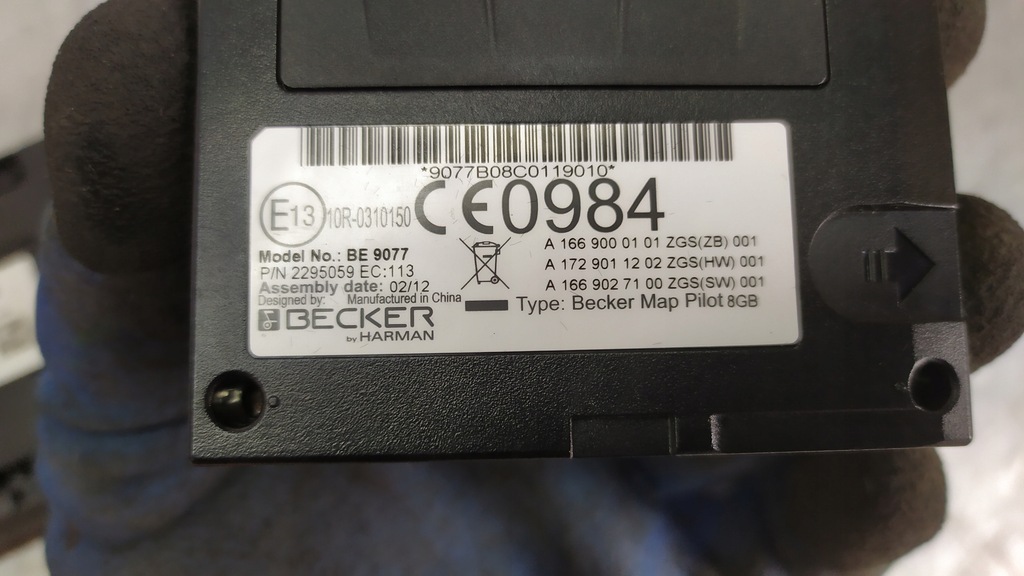 *9077B08C0119010*
E13 10R-0310150 CE0984
A 166 900 01 01 ZGS(ZB) 001
Model No.: BE 9077
A 172 901 12 02 ZGS(HW) 001
P/N 2295059 EC:113
A 166 902 71 00 ZGS(SW) 001
Assembly date: 02/12
Designed by: Manufactured in China
Type: Becker Map Pilot 8GB
BECKER
by HARMAN